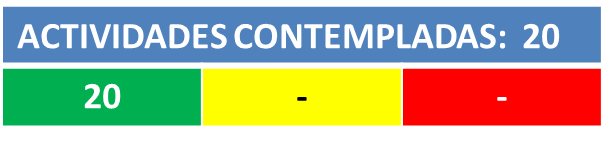 ACTIVIDADES CONTEMPLADAS: 20
20 - -